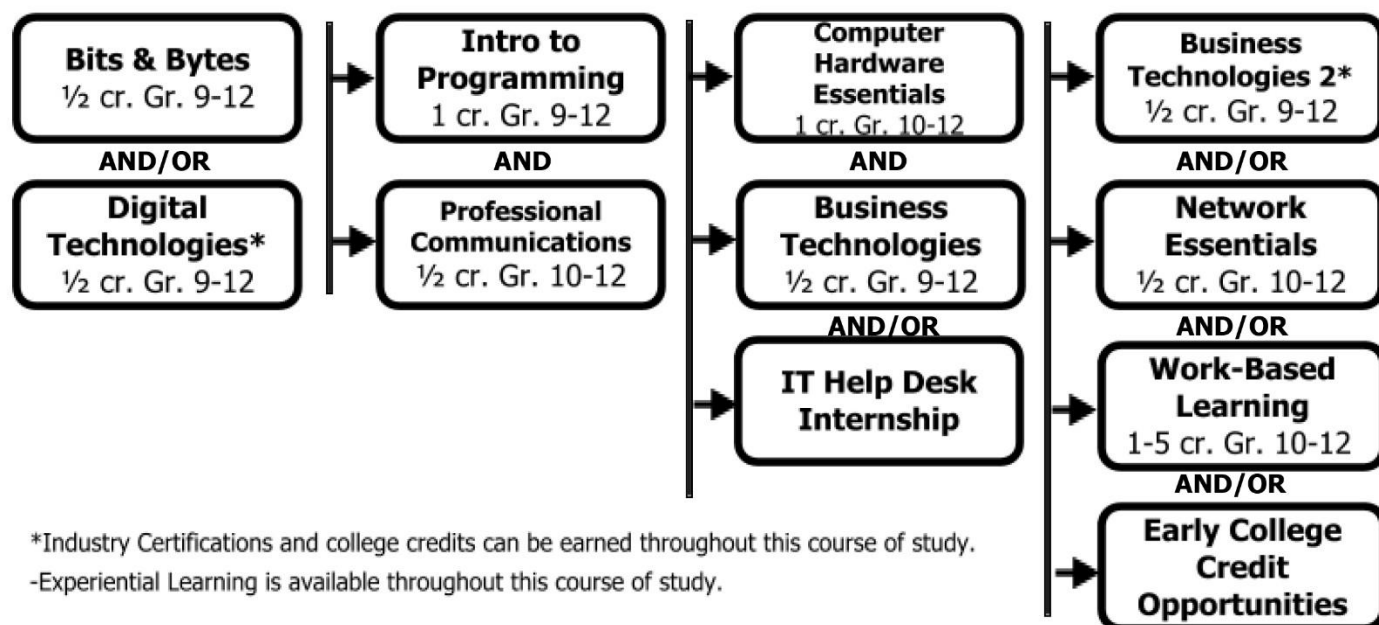 Bits & Bytes
½ cr. Gr. 9-12
AND/OR
Digital
Technologies*
½ cr. Gr. 9-12
Intro to
Programming
1 cr. Gr. 9-12
AND
Professional
Communications
½ cr. Gr. 10-12
Computer
Hardware
Essentials
1 cr. Gr. 10-12
AND
Business
Technologies
½ cr. Gr. 9-12
AND/OR
IT Help Desk
Internship
Business
Technologies 2*
½ cr. Gr. 9-12
AND/OR
Network
Essentials
½ cr. Gr. 10-12
AND/OR
Work-Based
Learning
1-5 cr. Gr. 10-12
AND/OR
Early College
Credit
Opportunities
*Industry Certifications and college credits can be earned throughout this course of study.
-Experiential Learning is available throughout this course of study.